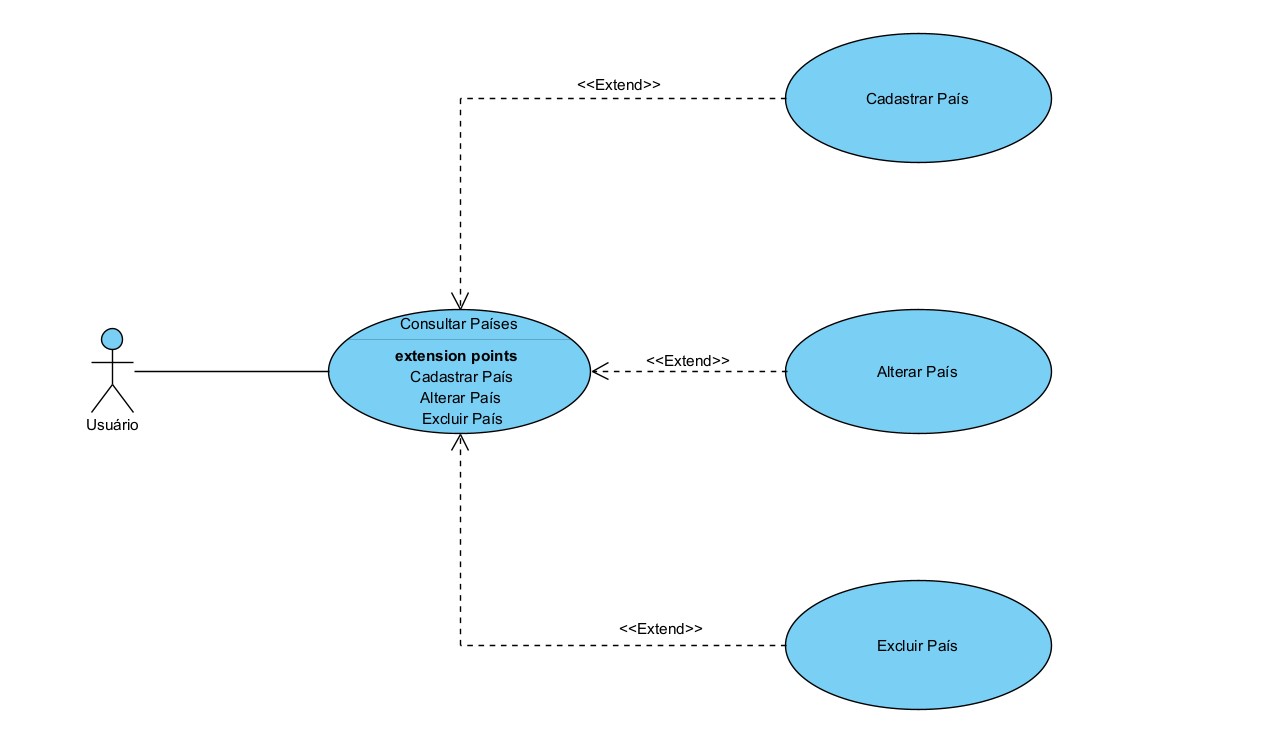 <<Extend>>
Cadastrar País
Consultar Países
extension points
Cadastrar País
Alterar País
Excluir País
<<Extend>>
Alterar País
Usuário
<<Extend>>
Excluir País